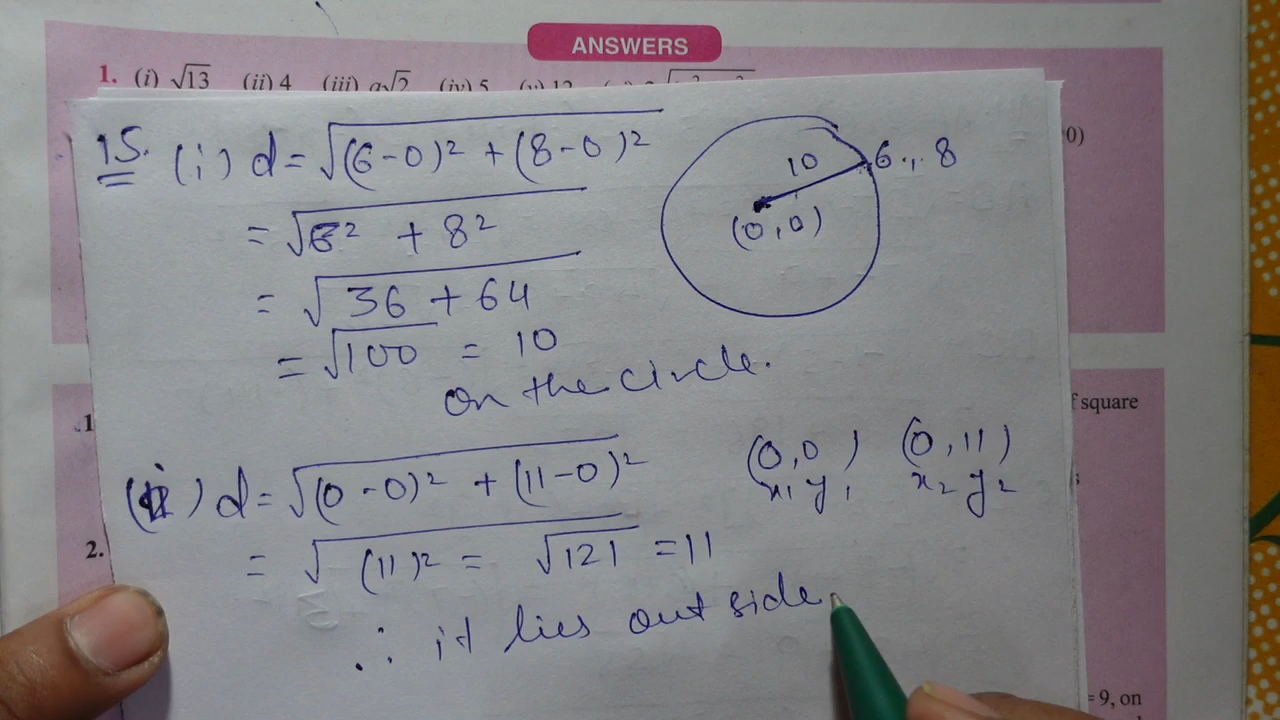 ANSWERS
1. (i) √13 (ii) 4 (iii) a√2 (iv) 5 (v) 12
0)
15. (i) d = √(6-0)² + (8-0)²
= √6² + 8²
= √36 + 64
= √100 = 10
on the circle.
10
6, 8
(0,0)
(ii) d = √(0-0)² + (11-0)²
= √(11)² = √121 = 11
∴ it lies out side
(0,0) (0,11)
x₁ y₁ x₂ y₂
square
1
2.
= 9, on